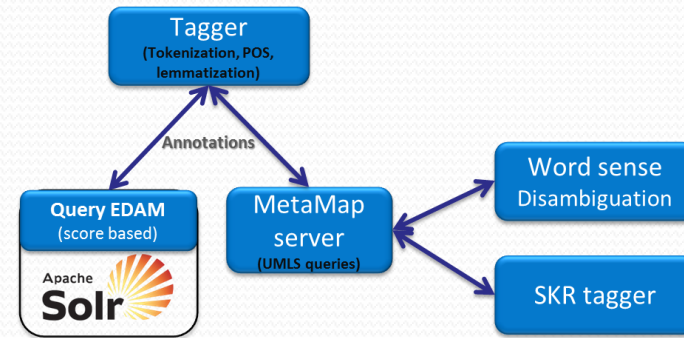 Tagger
(Tokenization, POS,
lemmatization)
Annotations
Query EDAM
(score based)
Apache
Solr
MetaMap
server
(UMLS queries)
Word sense
Disambiguation
SKR tagger